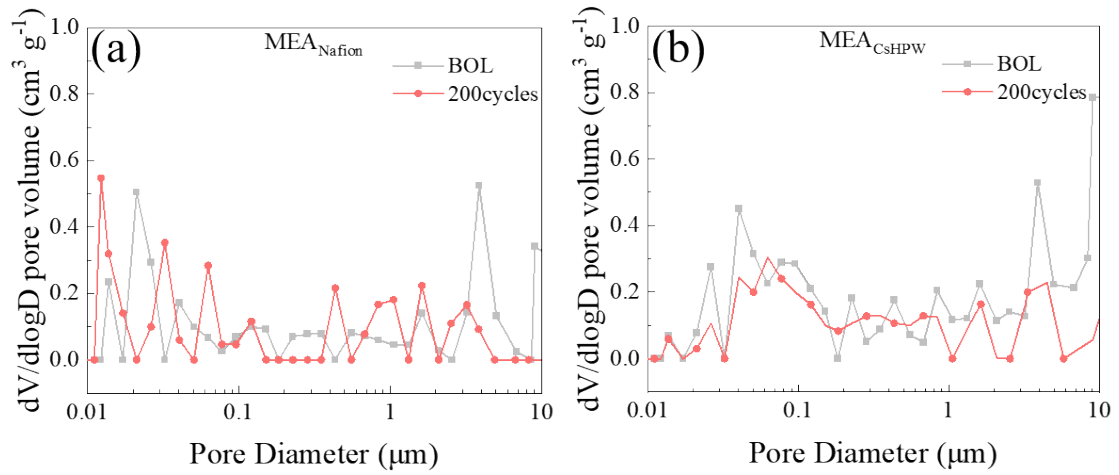 (a)
MEA_Nafion
BOL
200cycles
dV/dlogD pore volume (cm³ g⁻¹)
1.0
0.8
0.6
0.4
0.2
0.0
0.01
0.1
1
10
Pore Diameter (μm)
(b)
MEA_CsHPW
BOL
200cycles
dV/dlogD pore volume (cm³ g⁻¹)
1.0
0.8
0.6
0.4
0.2
0.0
0.01
0.1
1
10
Pore Diameter (μm)